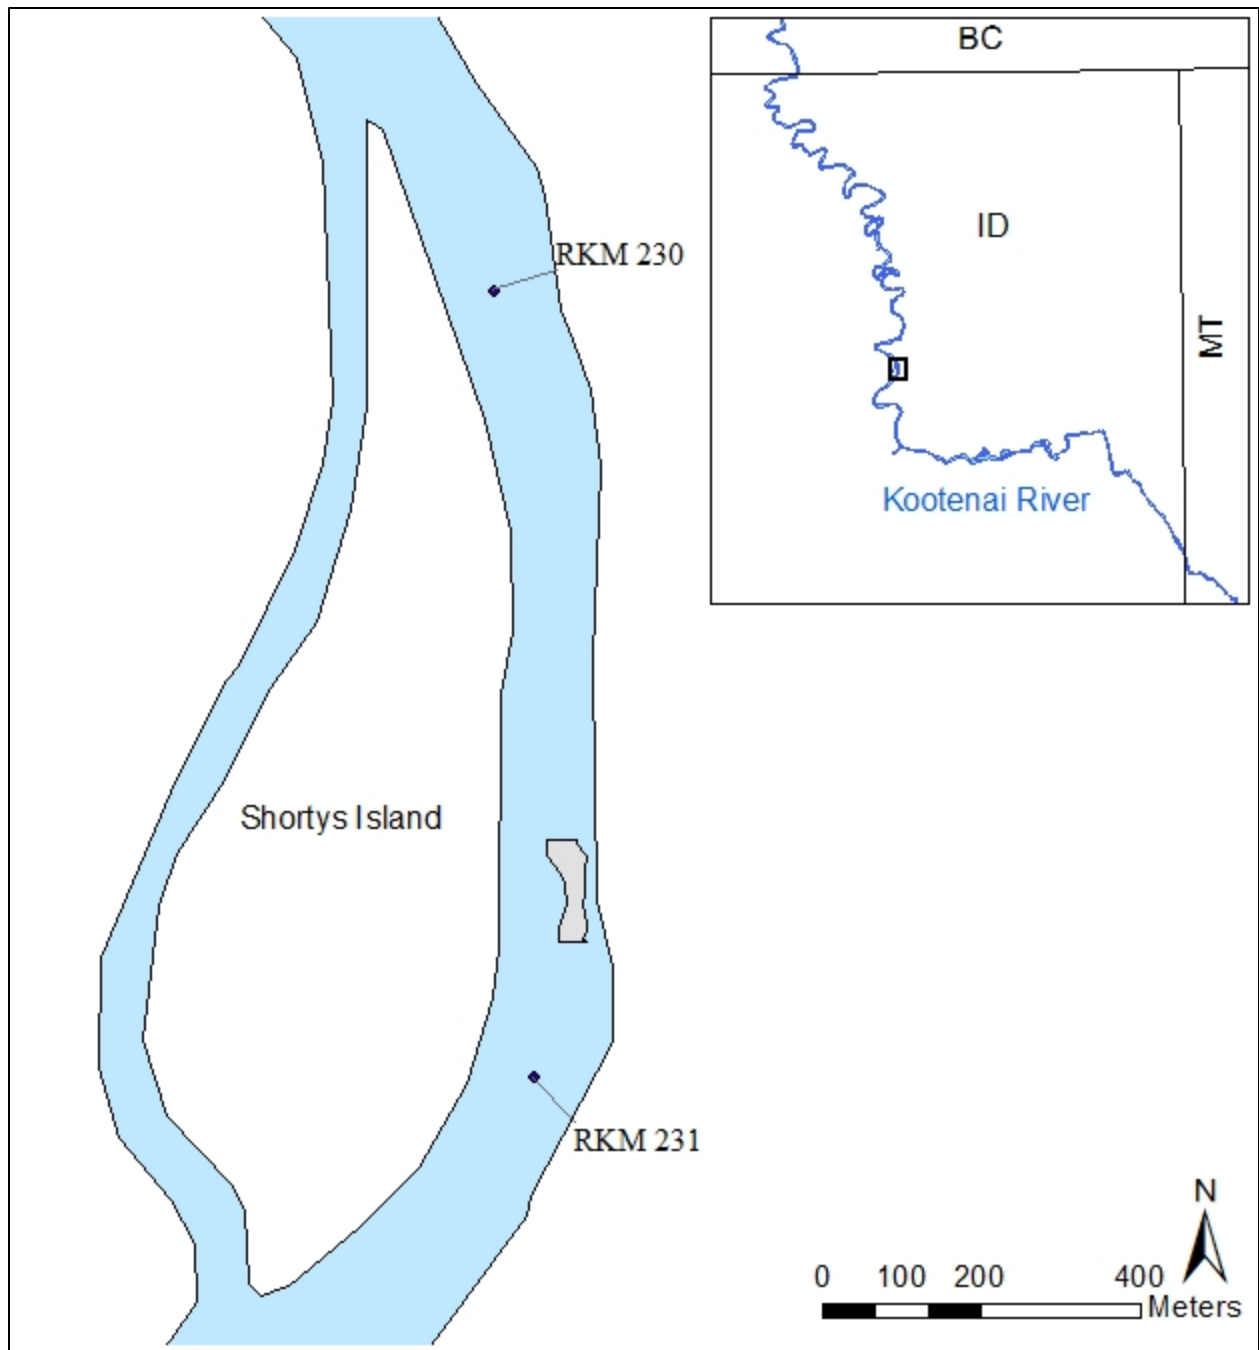 BC
ID
MT
Kootenai River
RKM 230
Shortys Island
RKM 231
N
0 100 200 400
Meters